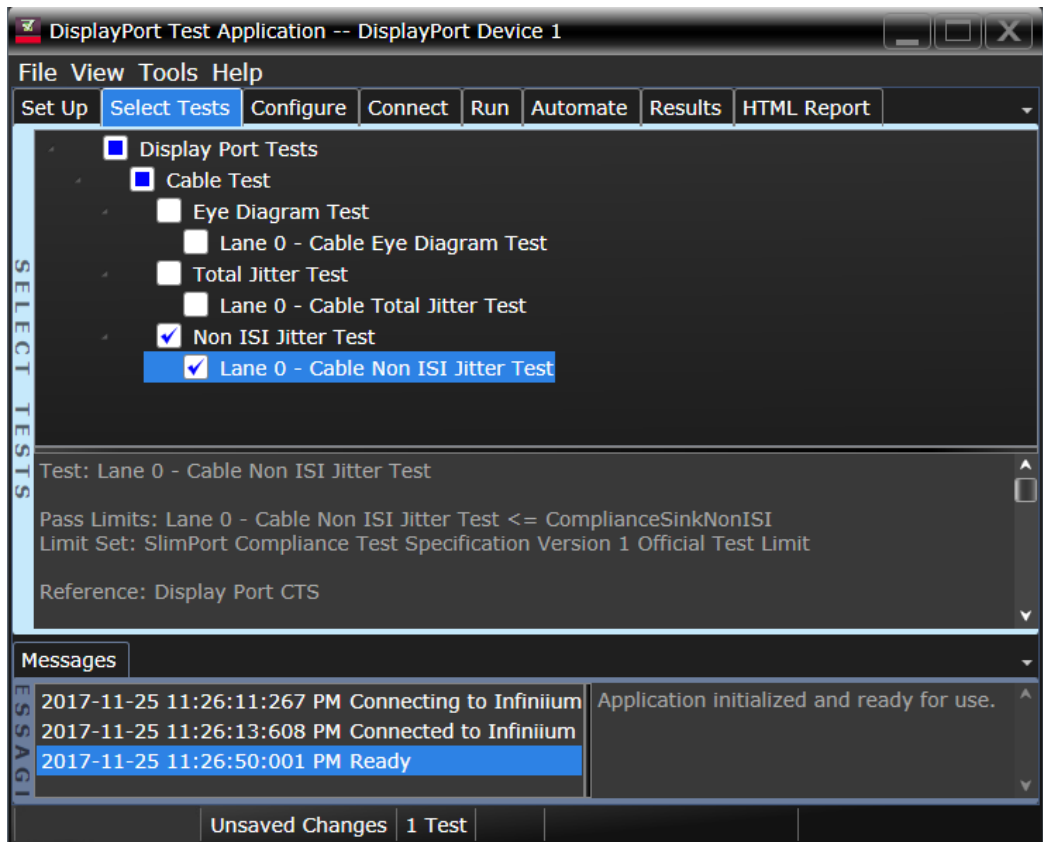 DisplayPort Test Application -- DisplayPort Device 1
X
File View Tools Help
Set Up Select Tests Configure Connect Run Automate Results HTML Report
SELECT TESTS
Display Port Tests
Cable Test
Eye Diagram Test
Lane 0 - Cable Eye Diagram Test
Total Jitter Test
Lane 0 - Cable Total Jitter Test
Non ISI Jitter Test
Lane 0 - Cable Non ISI Jitter Test
Test: Lane 0 - Cable Non ISI Jitter Test
Pass Limits: Lane 0 - Cable Non ISI Jitter Test <= ComplianceSinkNonISI
Limit Set: SlimPort Compliance Test Specification Version 1 Official Test Limit
Reference: Display Port CTS
Messages
ESSAGI
2017-11-25 11:26:11:267 PM Connecting to Infiniium
2017-11-25 11:26:13:608 PM Connected to Infiniium
2017-11-25 11:26:50:001 PM Ready
Application initialized and ready for use.
Unsaved Changes 1 Test